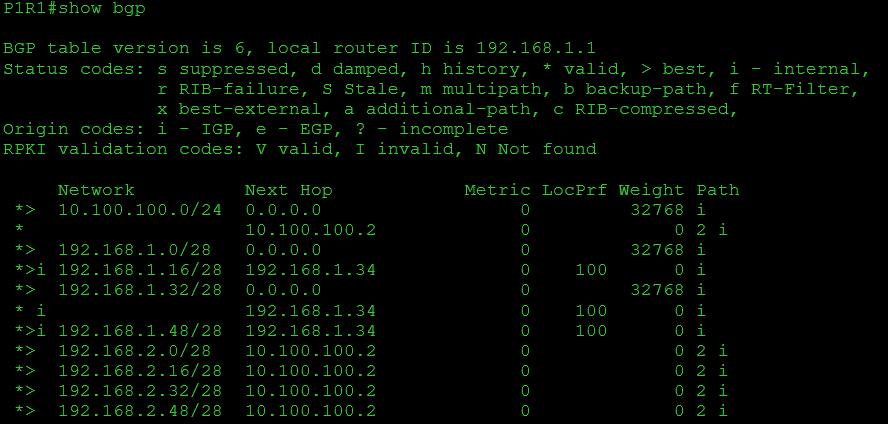 P1R1#show bgp
BGP table version is 6, local router ID is 192.168.1.1
Status codes: s suppressed, d damped, h history, * valid, > best, i - internal,
              r RIB-failure, S Stale, m multipath, b backup-path, f RT-Filter,
              x best-external, a additional-path, c RIB-compressed,
Origin codes: i - IGP, e - EGP, ? - incomplete
RPKI validation codes: V valid, I invalid, N Not found
     Network          Next Hop            Metric LocPrf Weight Path
 *>  10.100.100.0/24  0.0.0.0                  0         32768 i
 *                    10.100.100.2             0             0 2 i
 *>  192.168.1.0/28   0.0.0.0                  0         32768 i
 *>i 192.168.1.16/28  192.168.1.34             0    100      0 i
 *>  192.168.1.32/28  0.0.0.0                  0         32768 i
 * i                  192.168.1.34             0    100      0 i
 *>i 192.168.1.48/28  192.168.1.34             0    100      0 i
 *>  192.168.2.0/28   10.100.100.2             0             0 2 i
 *>  192.168.2.16/28  10.100.100.2             0             0 2 i
 *>  192.168.2.32/28  10.100.100.2             0             0 2 i
 *>  192.168.2.48/28  10.100.100.2             0             0 2 i